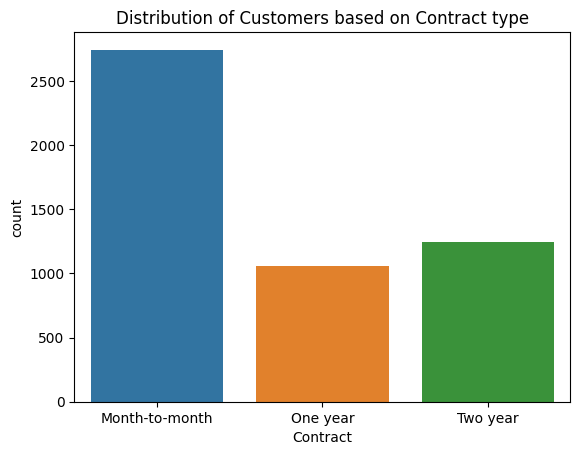 Distribution of Customers based on Contract type
count
2500
2000
1500
1000
500
0
Month-to-month One year Two year
Contract